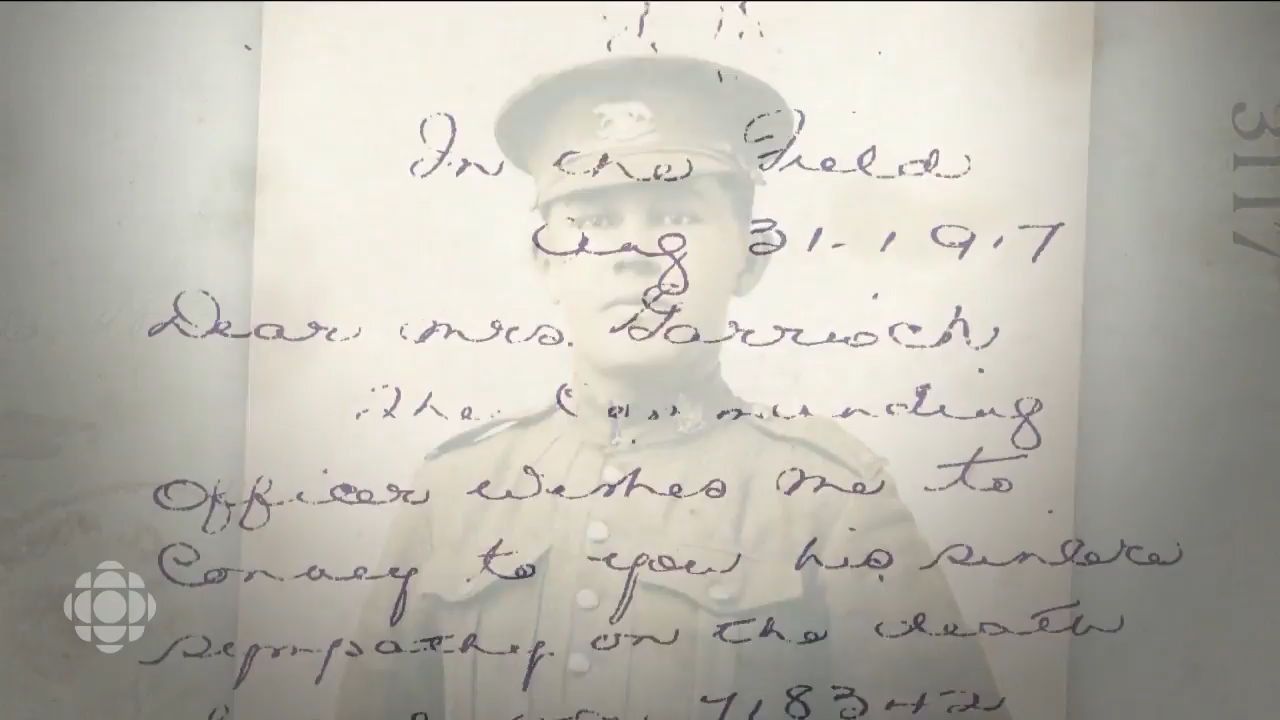 In the Field
Aug 31-1917
Dear Mrs. Garrioch
The Commanding
Officer wishes me to
Convey to you his sincere
sympathy on the death
718342
3117